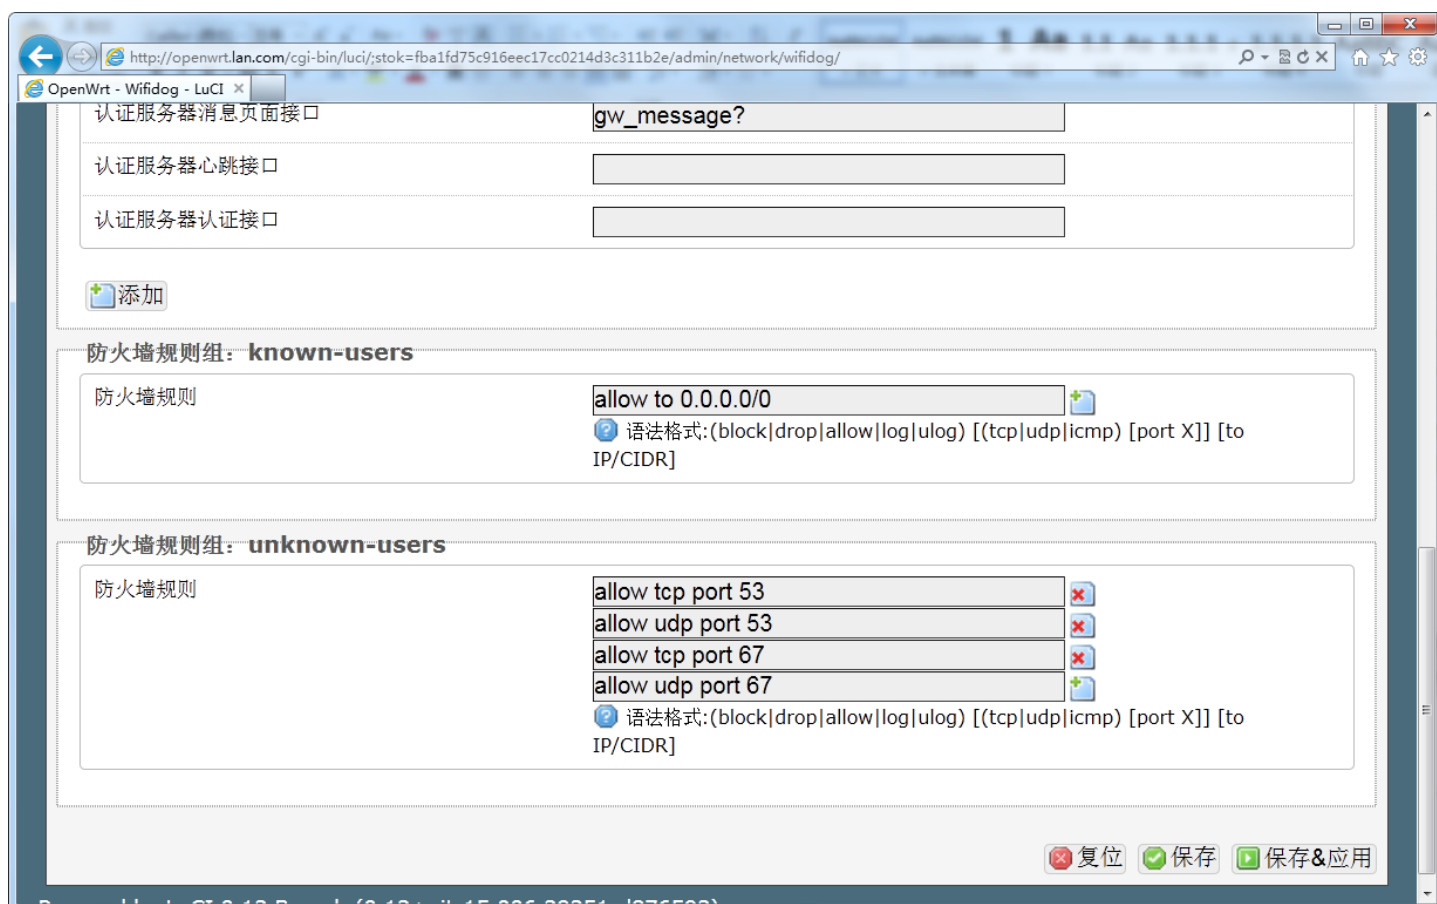 http://openwrt.lan.com/cgi-bin/luci/;stok=fba1fd75c916eec17cc0214d3c311b2e/admin/network/wifidog/
OpenWrt - Wifidog - LuCI
认证服务器消息页面接口 gw_message?
认证服务器心跳接口
认证服务器认证接口
添加
防火墙规则组：known-users
防火墙规则 allow to 0.0.0.0/0
语法格式:(block|drop|allow|log|ulog) [(tcp|udp|icmp) [port X]] [to
IP/CIDR]
防火墙规则组：unknown-users
防火墙规则 allow tcp port 53
allow udp port 53
allow tcp port 67
allow udp port 67
语法格式:(block|drop|allow|log|ulog) [(tcp|udp|icmp) [port X]] [to
IP/CIDR]
复位 保存 保存&应用